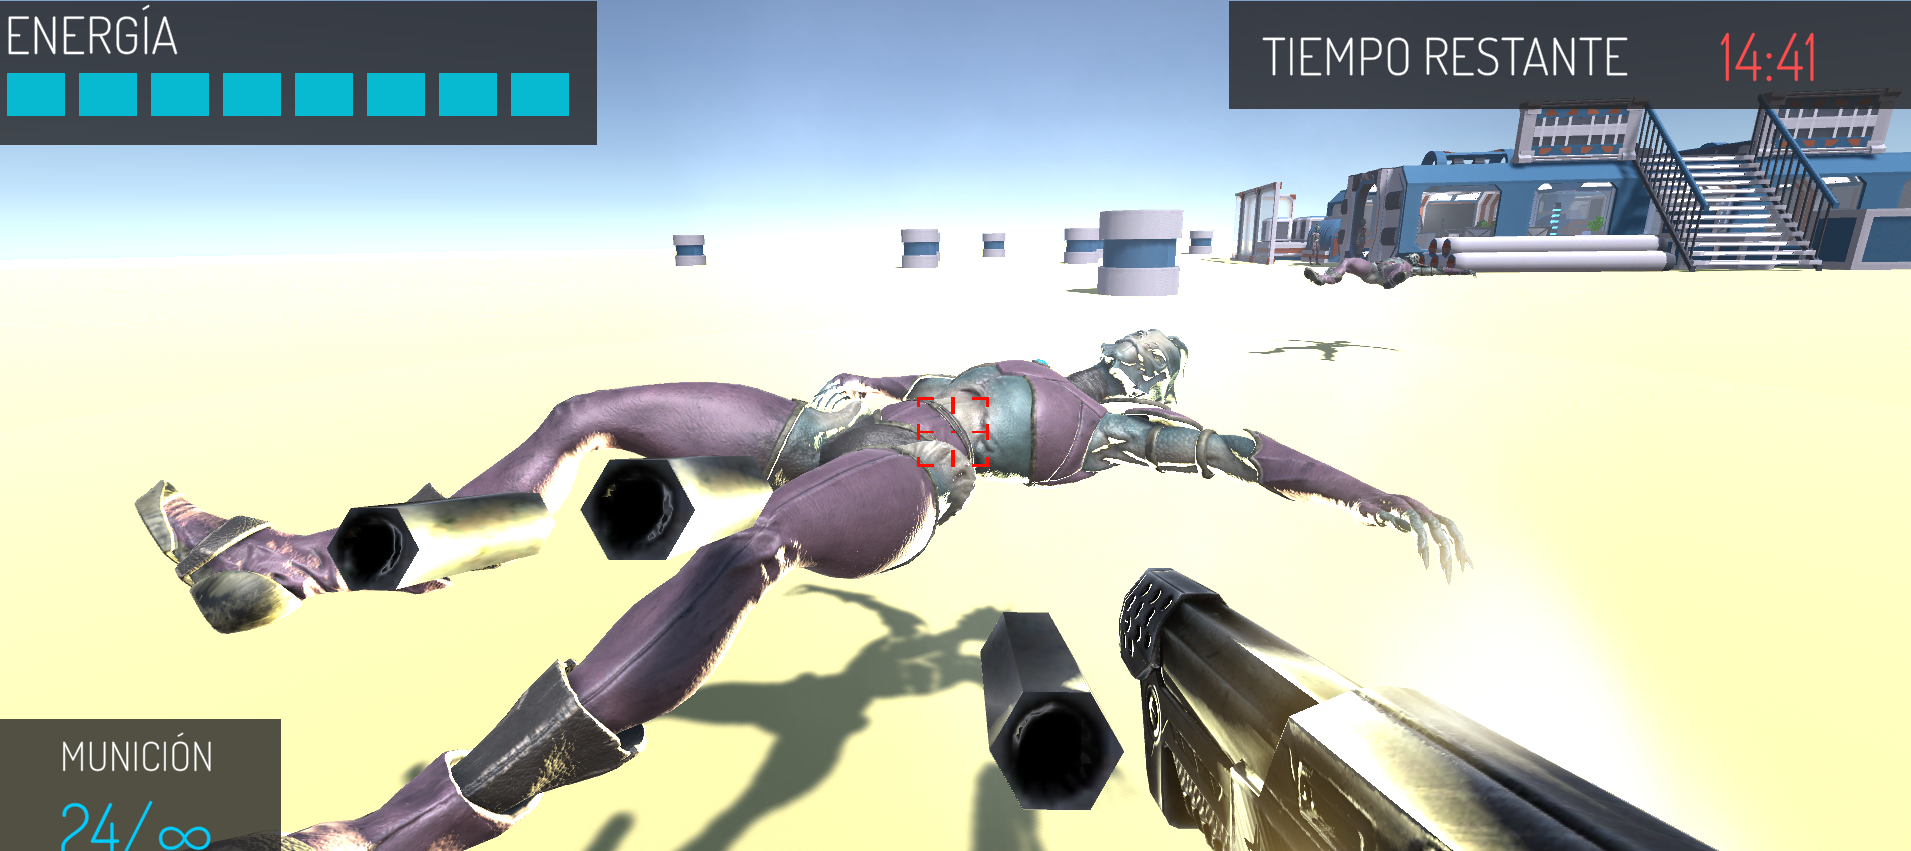 ENERGÍA
TIEMPO RESTANTE 14:41
MUNICIÓN
24/∞